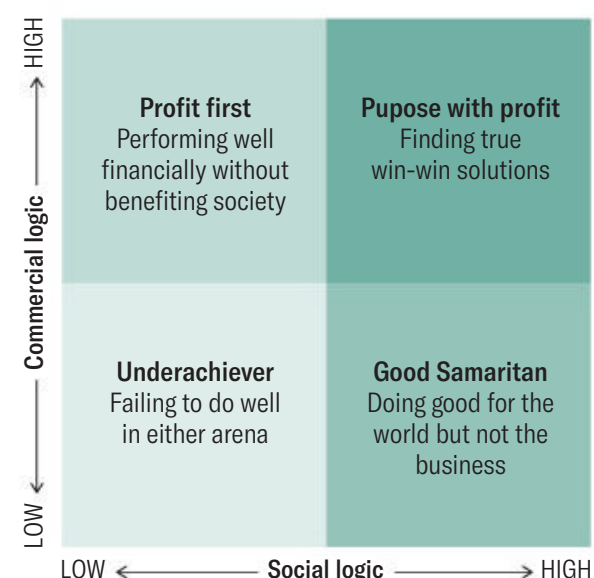 HIGH
Commercial logic
LOW
Profit first
Performing well
financially without
benefiting society
Pupose with profit
Finding true
win-win solutions
Underachiever
Failing to do well
in either arena
Good Samaritan
Doing good for the
world but not the
business
LOW Social logic HIGH